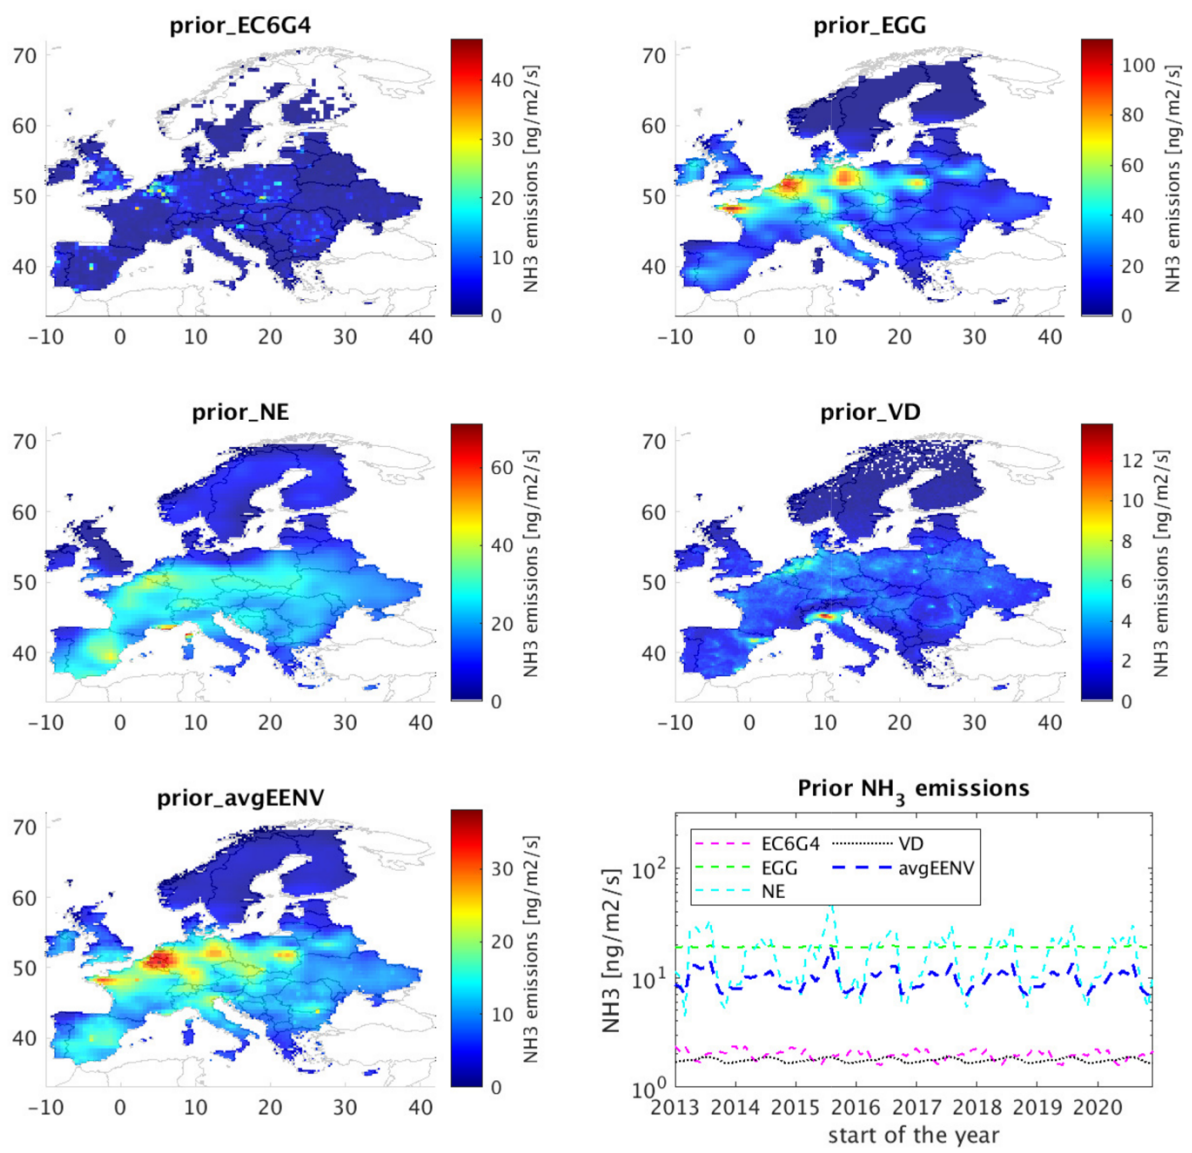 prior_EC6G4
70
60
50
40
−10 0 10 20 30 40
40
30
20
10
0
NH3 emissions [ng/m2/s]
prior_EGG
70
60
50
40
−10 0 10 20 30 40
100
80
60
40
20
0
NH3 emissions [ng/m2/s]
prior_NE
70
60
50
40
−10 0 10 20 30 40
60
40
20
0
NH3 emissions [ng/m2/s]
prior_VD
70
60
50
40
−10 0 10 20 30 40
12
10
8
6
4
2
0
NH3 emissions [ng/m2/s]
prior_avgEENV
70
60
50
40
−10 0 10 20 30 40
30
20
10
0
NH3 emissions [ng/m2/s]
Prior NH3 emissions
EC6G4 VD
EGG avgEENV
NE
10^2
10^1
10^0
NH3 [ng/m2/s]
2013 2014 2015 2016 2017 2018 2019 2020
start of the year